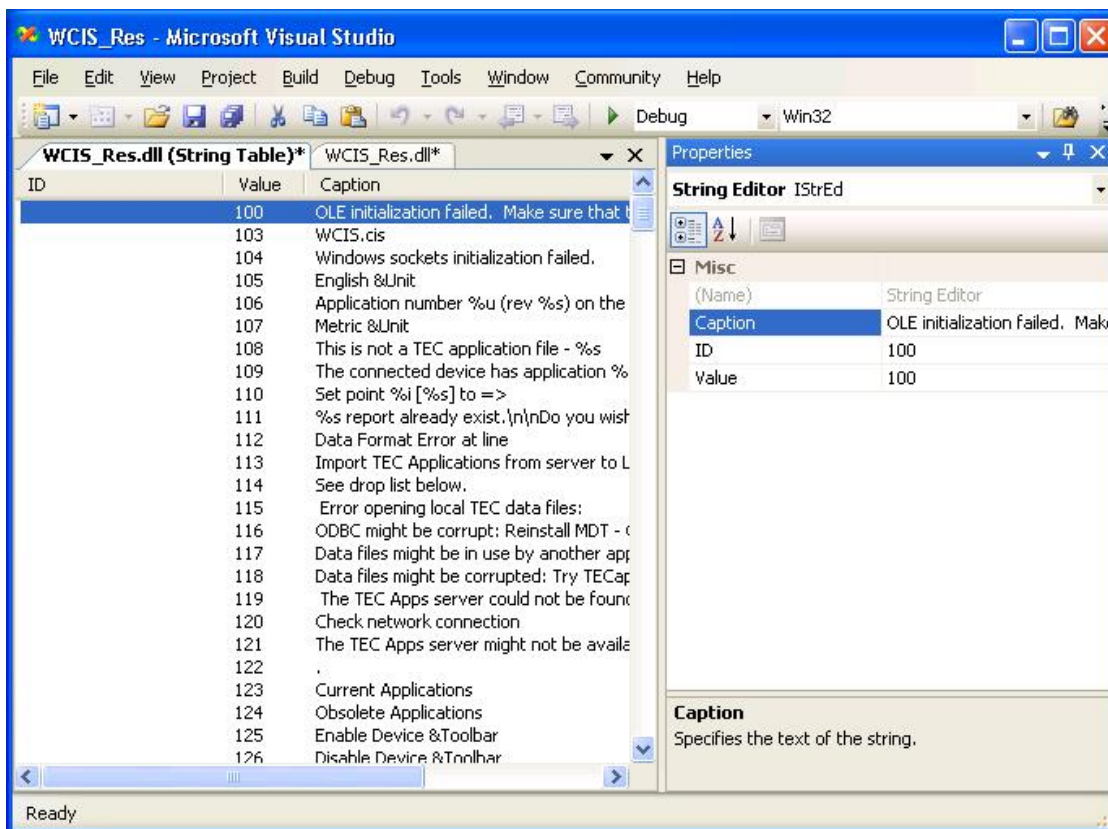 WCIS_Res - Microsoft Visual Studio
File Edit View Project Build Debug Tools Window Community Help
Debug Win32
WCIS_Res.dll (String Table)* WCIS_Res.dll*
ID Value Caption
100 OLE initialization failed. Make sure that t
103 WCIS.cis
104 Windows sockets initialization failed.
105 English &Unit
106 Application number %u (rev %s) on the
107 Metric &Unit
108 This is not a TEC application file - %s
109 The connected device has application %
110 Set point %i [%s] to =>
111 %s report already exist.\n\nDo you wish
112 Data Format Error at line
113 Import TEC Applications from server to L
114 See drop list below.
115 Error opening local TEC data files:
116 ODBC might be corrupt: Reinstall MDT -
117 Data files might be in use by another app
118 Data files might be corrupted: Try TECap
119 The TEC Apps server could not be found
120 Check network connection
121 The TEC Apps server might not be availa
122 .
123 Current Applications
124 Obsolete Applications
125 Enable Device &Toolbar
126 Disable Device &Toolbar
Properties
String Editor IStrEd
Misc
(Name) String Editor
Caption OLE initialization failed. Mak
ID 100
Value 100
Caption
Specifies the text of the string.
Ready